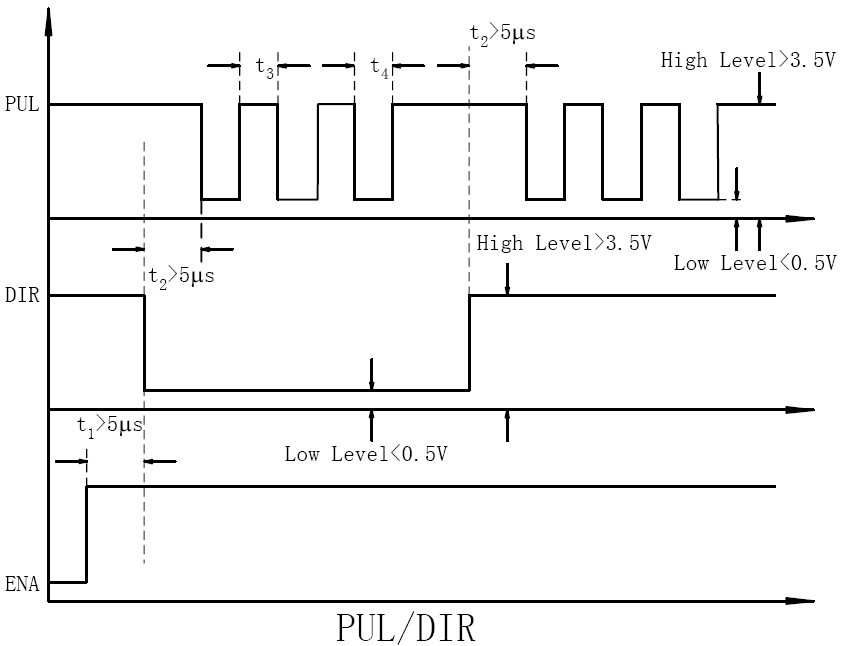 t2>5μs
t3
t4
High Level>3.5V
PUL
High Level>3.5V
Low Level<0.5V
t2>5μs
DIR
t1>5μs
Low Level<0.5V
ENA
PUL/DIR